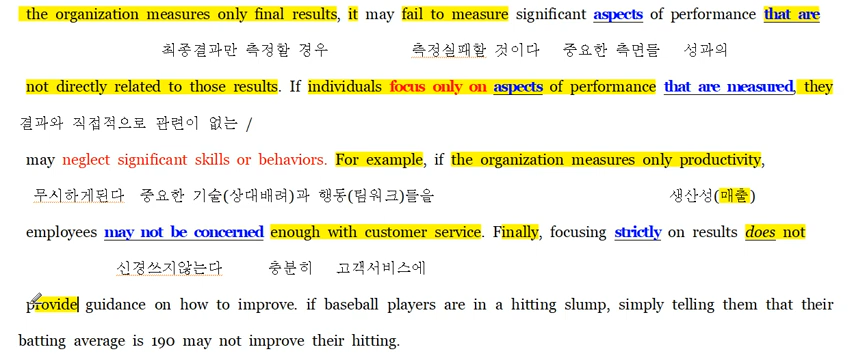 the organization measures only final results, it may fail to measure significant aspects of performance that are
최종결과만 측정할 경우 측정실패할 것이다 중요한 측면들 성과의
not directly related to those results. If individuals focus only on aspects of performance that are measured, they
결과와 직접적으로 관련이 없는 /
may neglect significant skills or behaviors. For example, if the organization measures only productivity,
무시하게된다 중요한 기술(상대배려)과 행동(팀워크)들을 생산성(매출)
employees may not be concerned enough with customer service. Finally, focusing strictly on results does not
신경쓰지않는다 충분히 고객서비스에
provide guidance on how to improve. if baseball players are in a hitting slump, simply telling them that their
batting average is 190 may not improve their hitting.